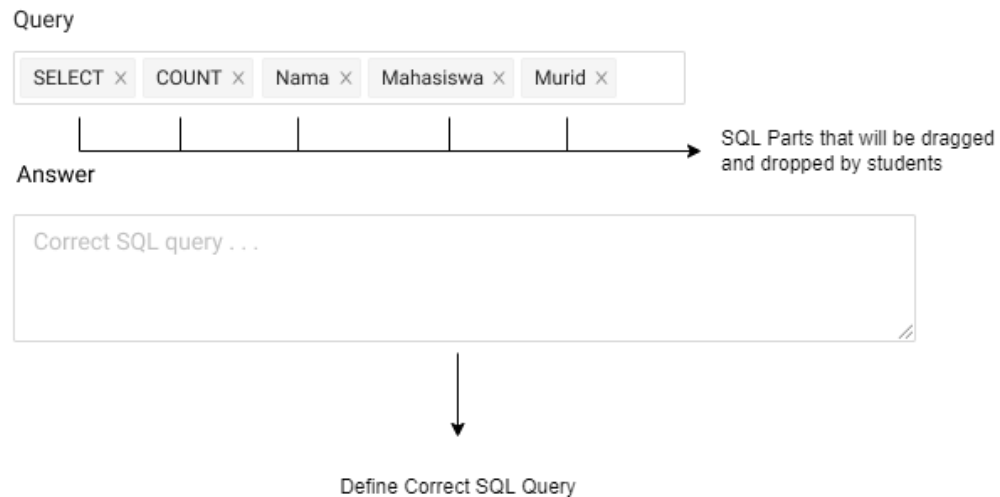 Query
SELECT × COUNT × Nama × Mahasiswa × Murid ×
SQL Parts that will be dragged
and dropped by students
Answer
Correct SQL query . . .
Define Correct SQL Query